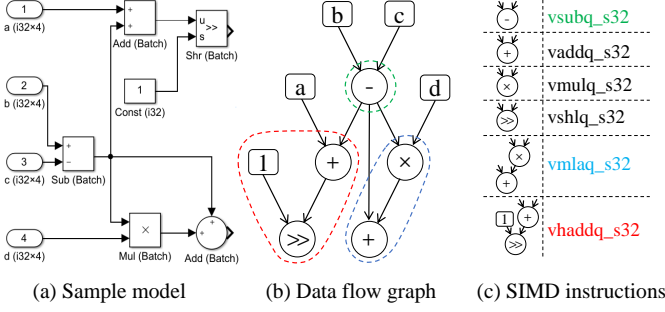 1
a (i32×4)
+
+
Add (Batch)
u
s
>>
Shr (Batch)
1
Const (i32)
2
b (i32×4)
3
c (i32×4)
+
−
Sub (Batch)
4
d (i32×4)
×
Mul (Batch)
+
+
Add (Batch)
(a) Sample model
b
c
-
a
d
1
+
×
>>
+
(b) Data flow graph
- vsubq_s32
+ vaddq_s32
× vmulq_s32
>> vshlq_s32
×
+
vmlaq_s32
1 +
>>
vhaddq_s32
(c) SIMD instructions